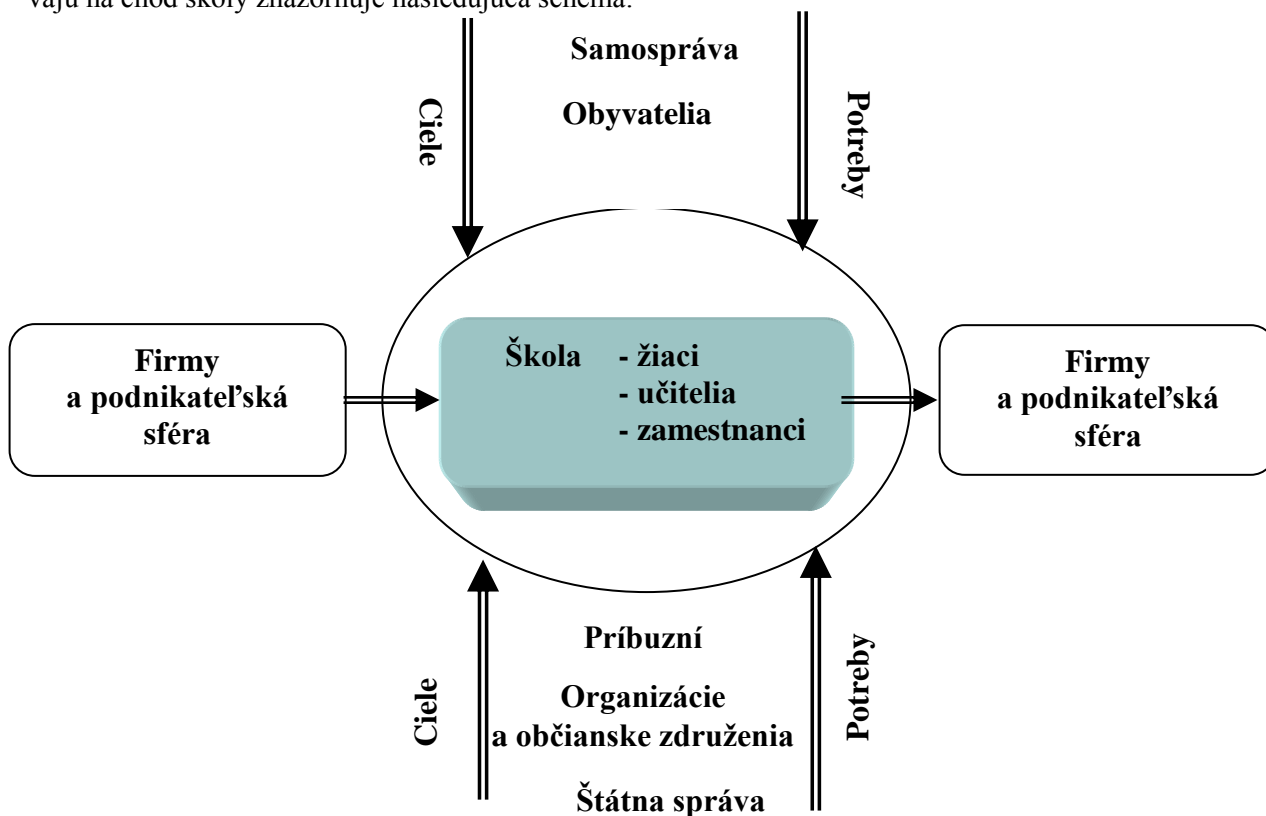 vajú na chod školy znázorňuje nasledujúca schéma:
Samospráva
Obyvatelia
Ciele
Potreby
Firmy
a podnikateľská
sféra
Škola - žiaci
- učitelia
- zamestnanci
Firmy
a podnikateľská
sféra
Ciele
Potreby
Príbuzní
Organizácie
a občianske združenia
Štátna správa